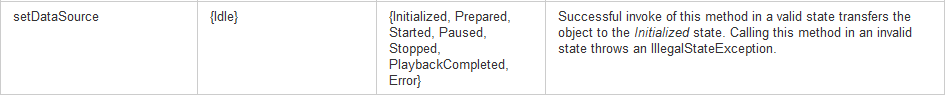 setDataSource
{Idle}
{Initialized, Prepared,
Started, Paused,
Stopped,
PlaybackCompleted,
Error}
Successful invoke of this method in a valid state transfers the
object to the Initialized state. Calling this method in an invalid
state throws an IllegalStateException.